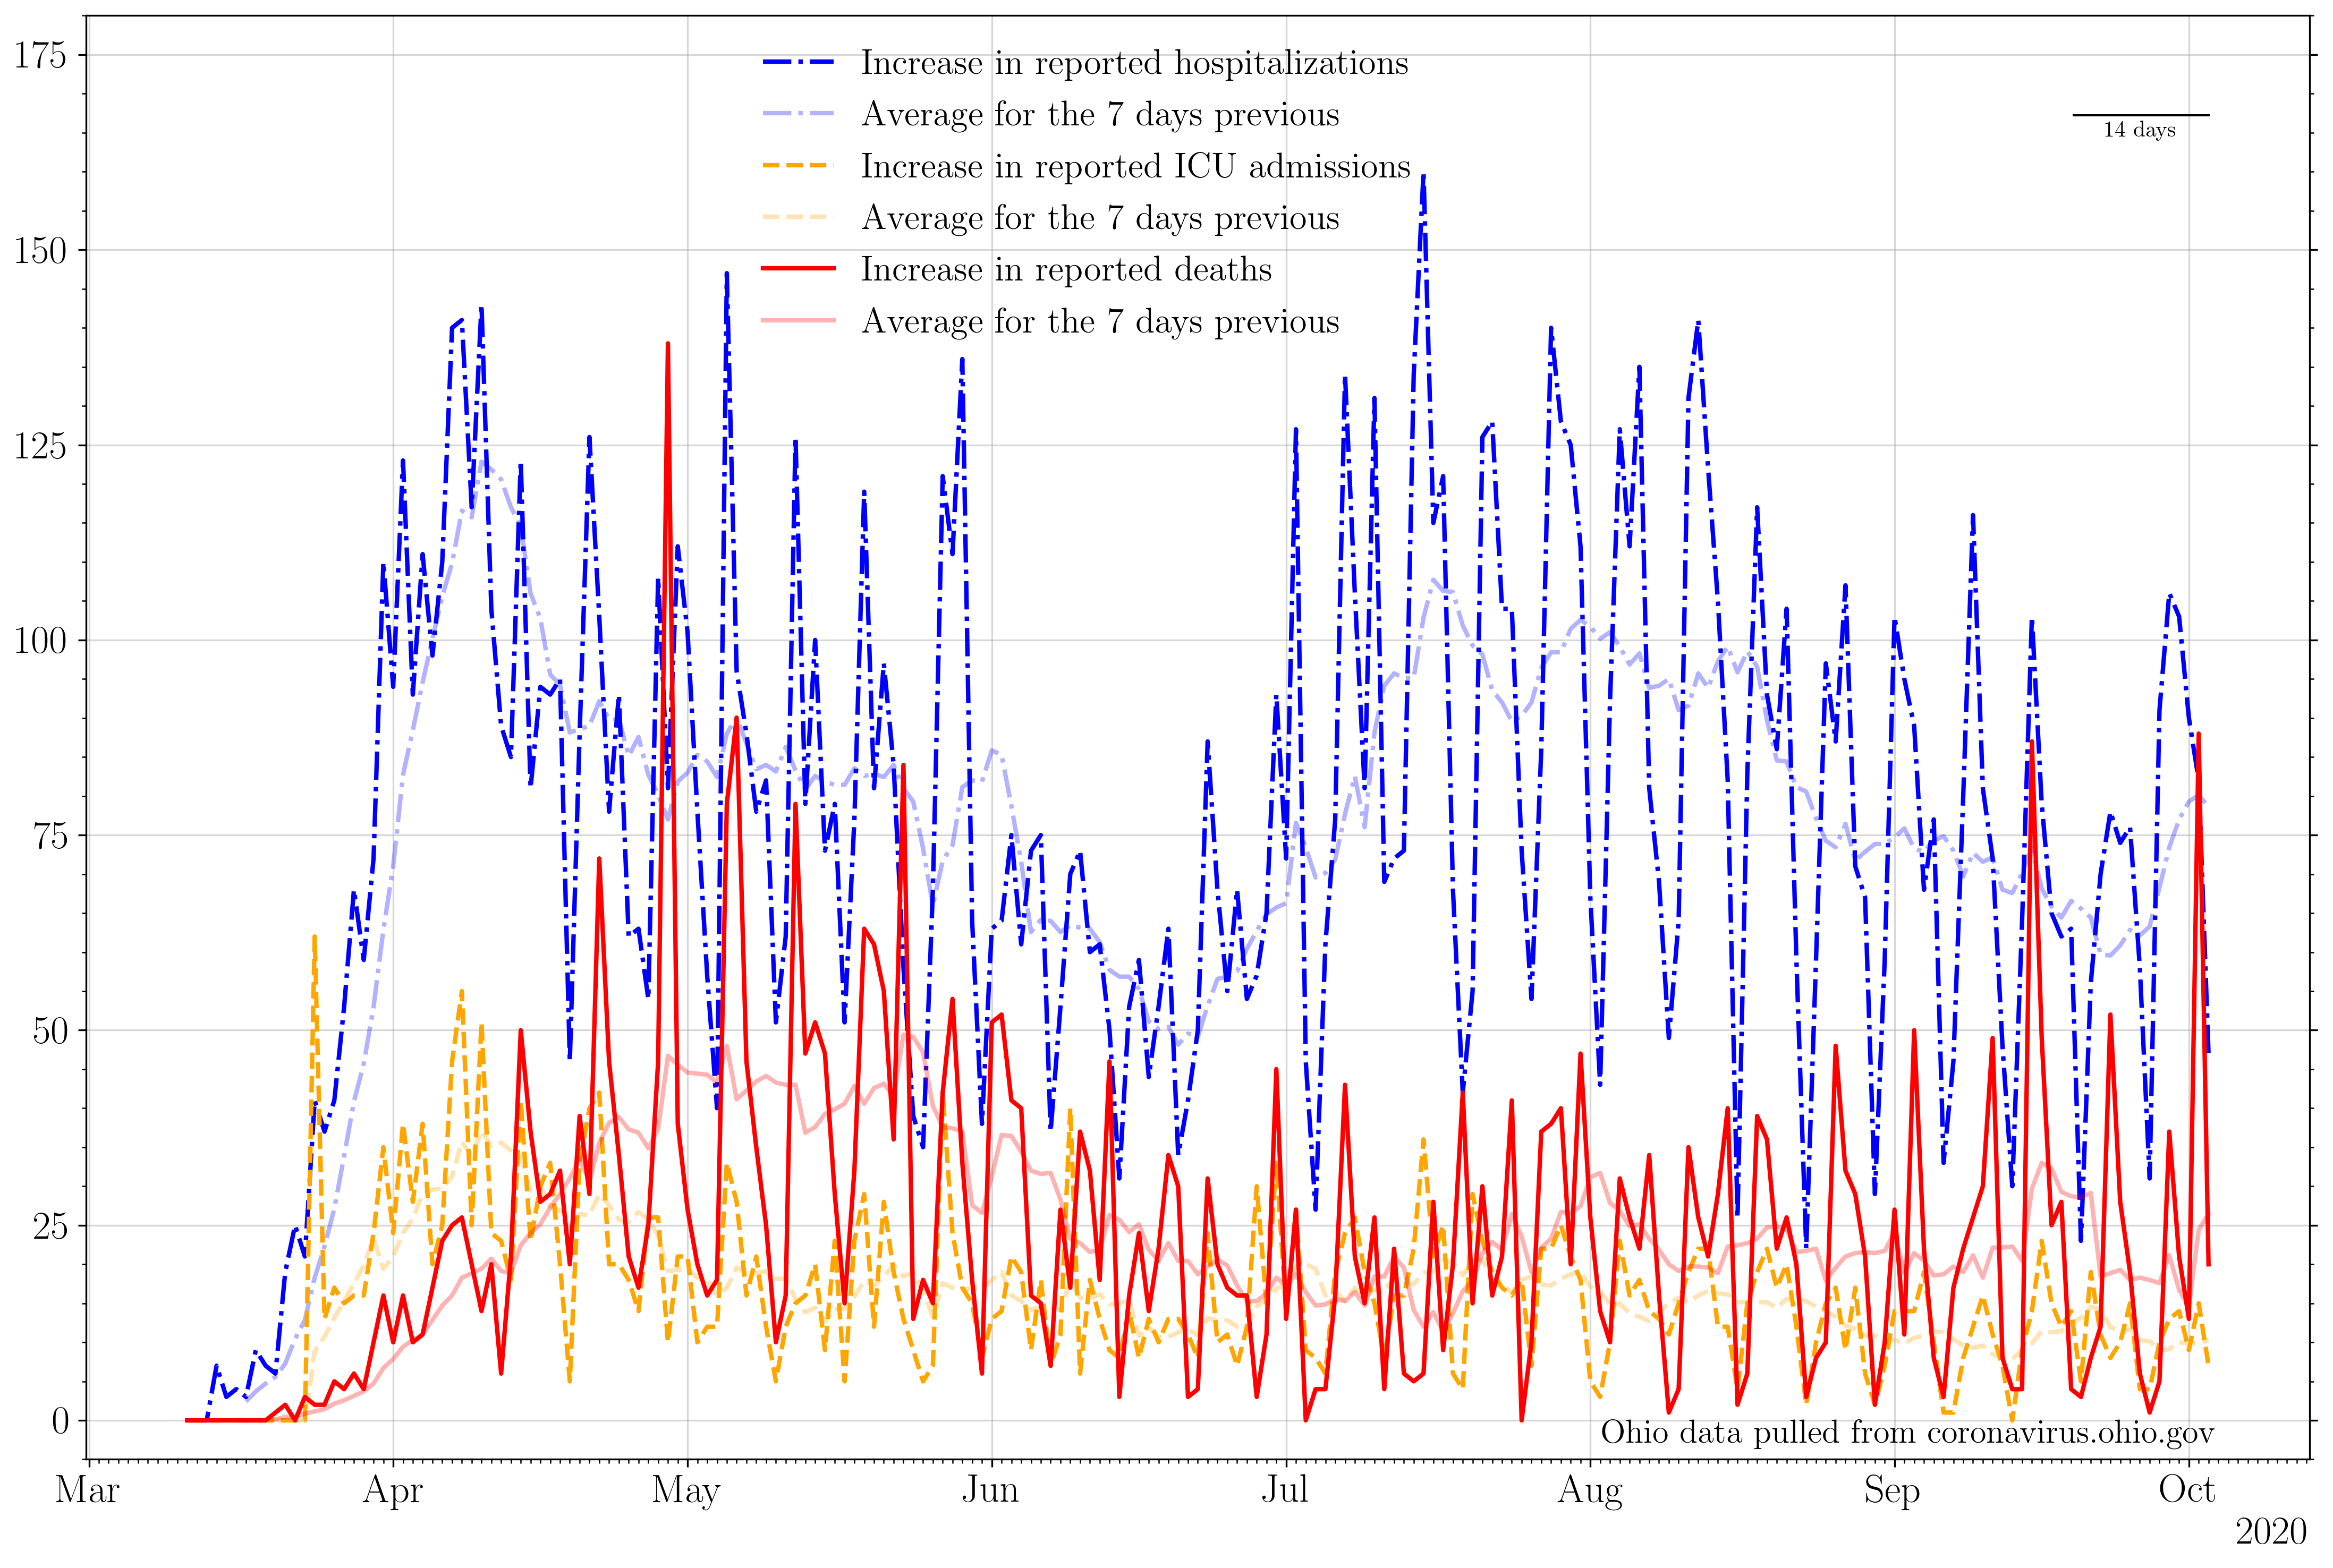 175
150
125
100
75
50
25
0
Increase in reported hospitalizations
Average for the 7 days previous
Increase in reported ICU admissions
Average for the 7 days previous
Increase in reported deaths
Average for the 7 days previous
14 days
Ohio data pulled from coronavirus.ohio.gov
Mar Apr May Jun Jul Aug Sep Oct
2020